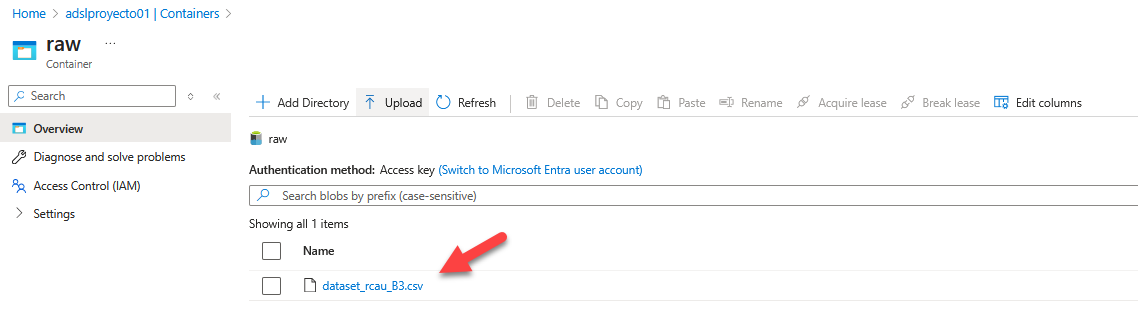 Home > adslproyecto01 | Containers >
raw ...
Container
Search
Overview
Diagnose and solve problems
Access Control (IAM)
Settings
Add Directory Upload Refresh Delete Copy Paste Rename Acquire lease Break lease Edit columns
raw
Authentication method: Access key (Switch to Microsoft Entra user account)
Search blobs by prefix (case-sensitive)
Showing all 1 items
Name
dataset_rcau_B3.csv